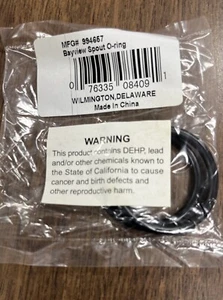 MFG# 994657
Bayview Spout O-ring
0 76335 08409 1
WILMINGTON,DELAWARE
Made In China
Warning
This product contains DEHP, lead
and/or other chemicals known to
the State of California to cause
cancer and birth defects and
other reproductive harm.